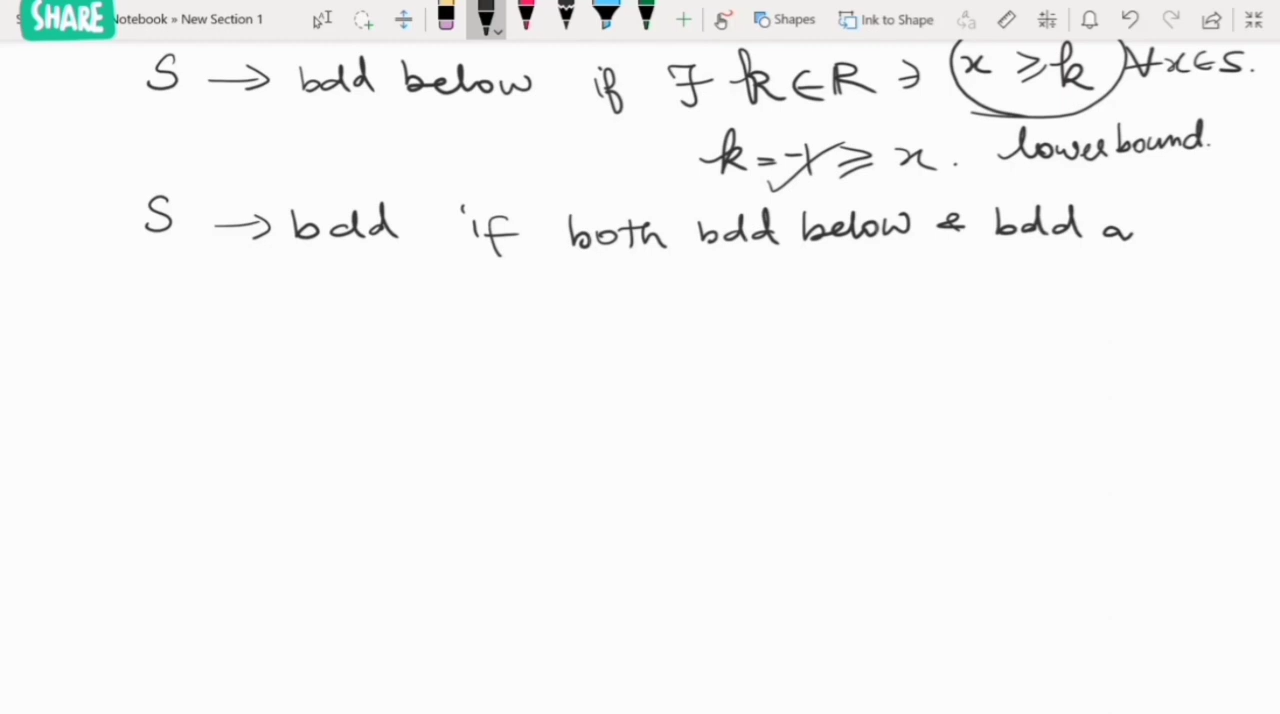 SHARE
Notebook » New Section 1
Shapes
Ink to Shape
S → bdd below if ∃ k ∈ R ∋ (x ≥ k) ∀ x ∈ S.
k = -1 ≥ x . lower bound.
S → bdd if both bdd below & bdd a